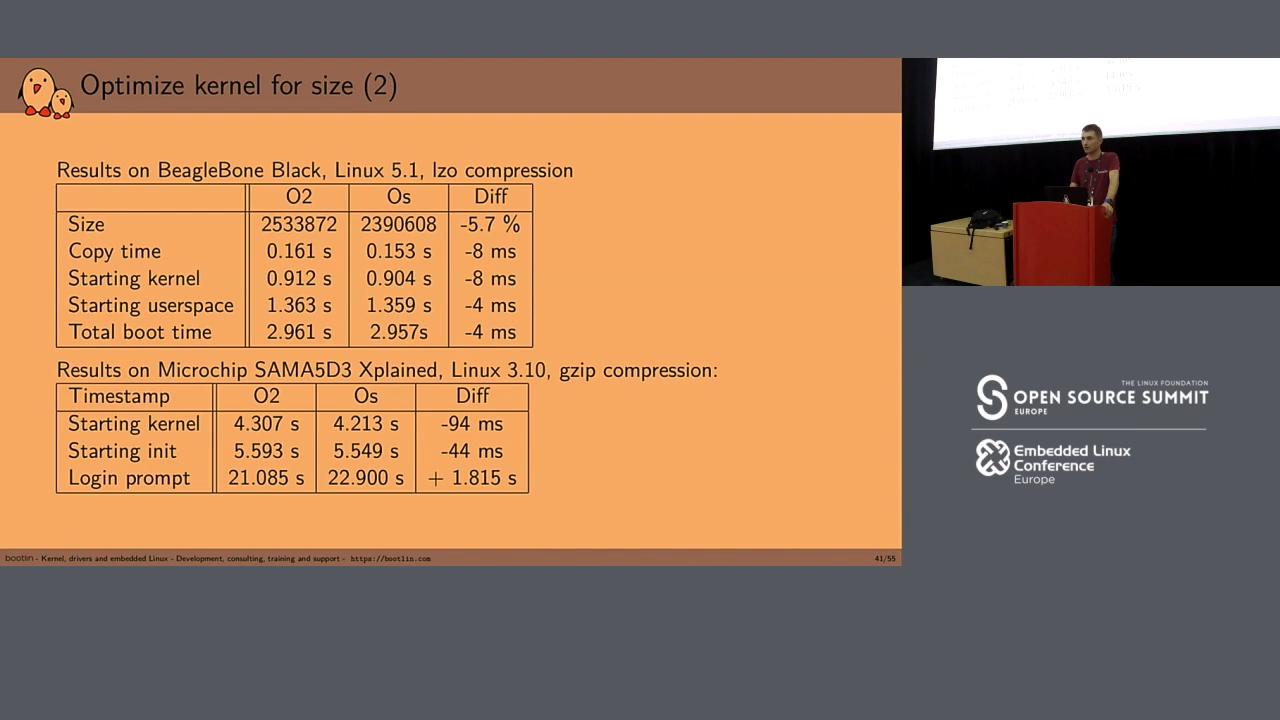 Optimize kernel for size (2)
Results on BeagleBone Black, Linux 5.1, lzo compression
O2 Os Diff
Size 2533872 2390608 -5.7 %
Copy time 0.161 s 0.153 s -8 ms
Starting kernel 0.912 s 0.904 s -8 ms
Starting userspace 1.363 s 1.359 s -4 ms
Total boot time 2.961 s 2.957s -4 ms
Results on Microchip SAMA5D3 Xplained, Linux 3.10, gzip compression:
Timestamp O2 Os Diff
Starting kernel 4.307 s 4.213 s -94 ms
Starting init 5.593 s 5.549 s -44 ms
Login prompt 21.085 s 22.900 s + 1.815 s
bootlin - Kernel, drivers and embedded Linux - Development, consulting, training and support - https://bootlin.com 41/55
THE LINUX FOUNDATION
OPEN SOURCE SUMMIT
EUROPE
Embedded Linux
Conference
Europe